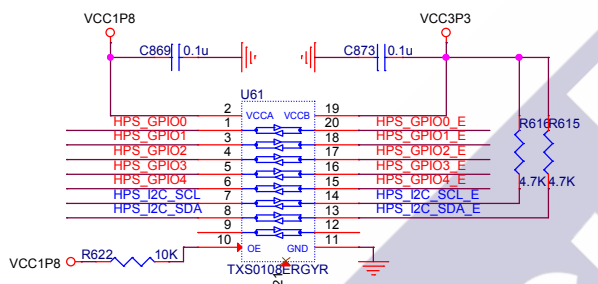 VCC1P8
VCC3P3
C869 0.1u
C873 0.1u
U61
2 VCCA VCCB 19
HPS_GPIO0 1 20 HPS_GPIO0_E
HPS_GPIO1 3 18 HPS_GPIO1_E
HPS_GPIO2 4 17 HPS_GPIO2_E
HPS_GPIO3 5 16 HPS_GPIO3_E
HPS_GPIO4 6 15 HPS_GPIO4_E
HPS_I2C_SCL 7 14 HPS_I2C_SCL_E
HPS_I2C_SDA 8 13 HPS_I2C_SDA_E
9 12
10 OE GND 11
R616 R615
4.7K 4.7K
VCC1P8 R622 10K
TXS0108ERGYR
21